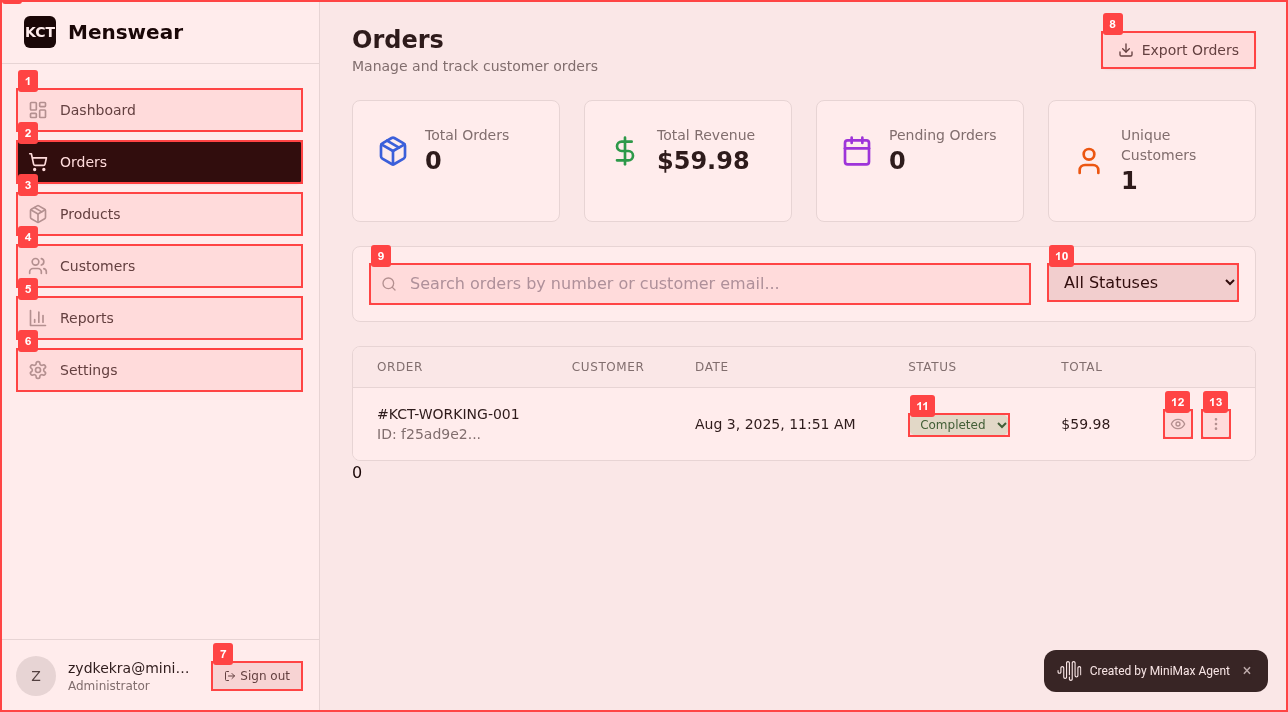 KCT Menswear
1
Dashboard
2
Orders
3
Products
4
Customers
5
Reports
6
Settings
7
Z
zydkekra@mini...
Administrator
Sign out
Orders
Manage and track customer orders
8
Export Orders
Total Orders
0
Total Revenue
$59.98
Pending Orders
0
Unique
Customers
1
9
Search orders by number or customer email...
10
All Statuses
ORDER CUSTOMER DATE STATUS TOTAL
#KCT-WORKING-001
ID: f25ad9e2...
Aug 3, 2025, 11:51 AM
11
Completed
$59.98
12
13
0
Created by MiniMax Agent ×